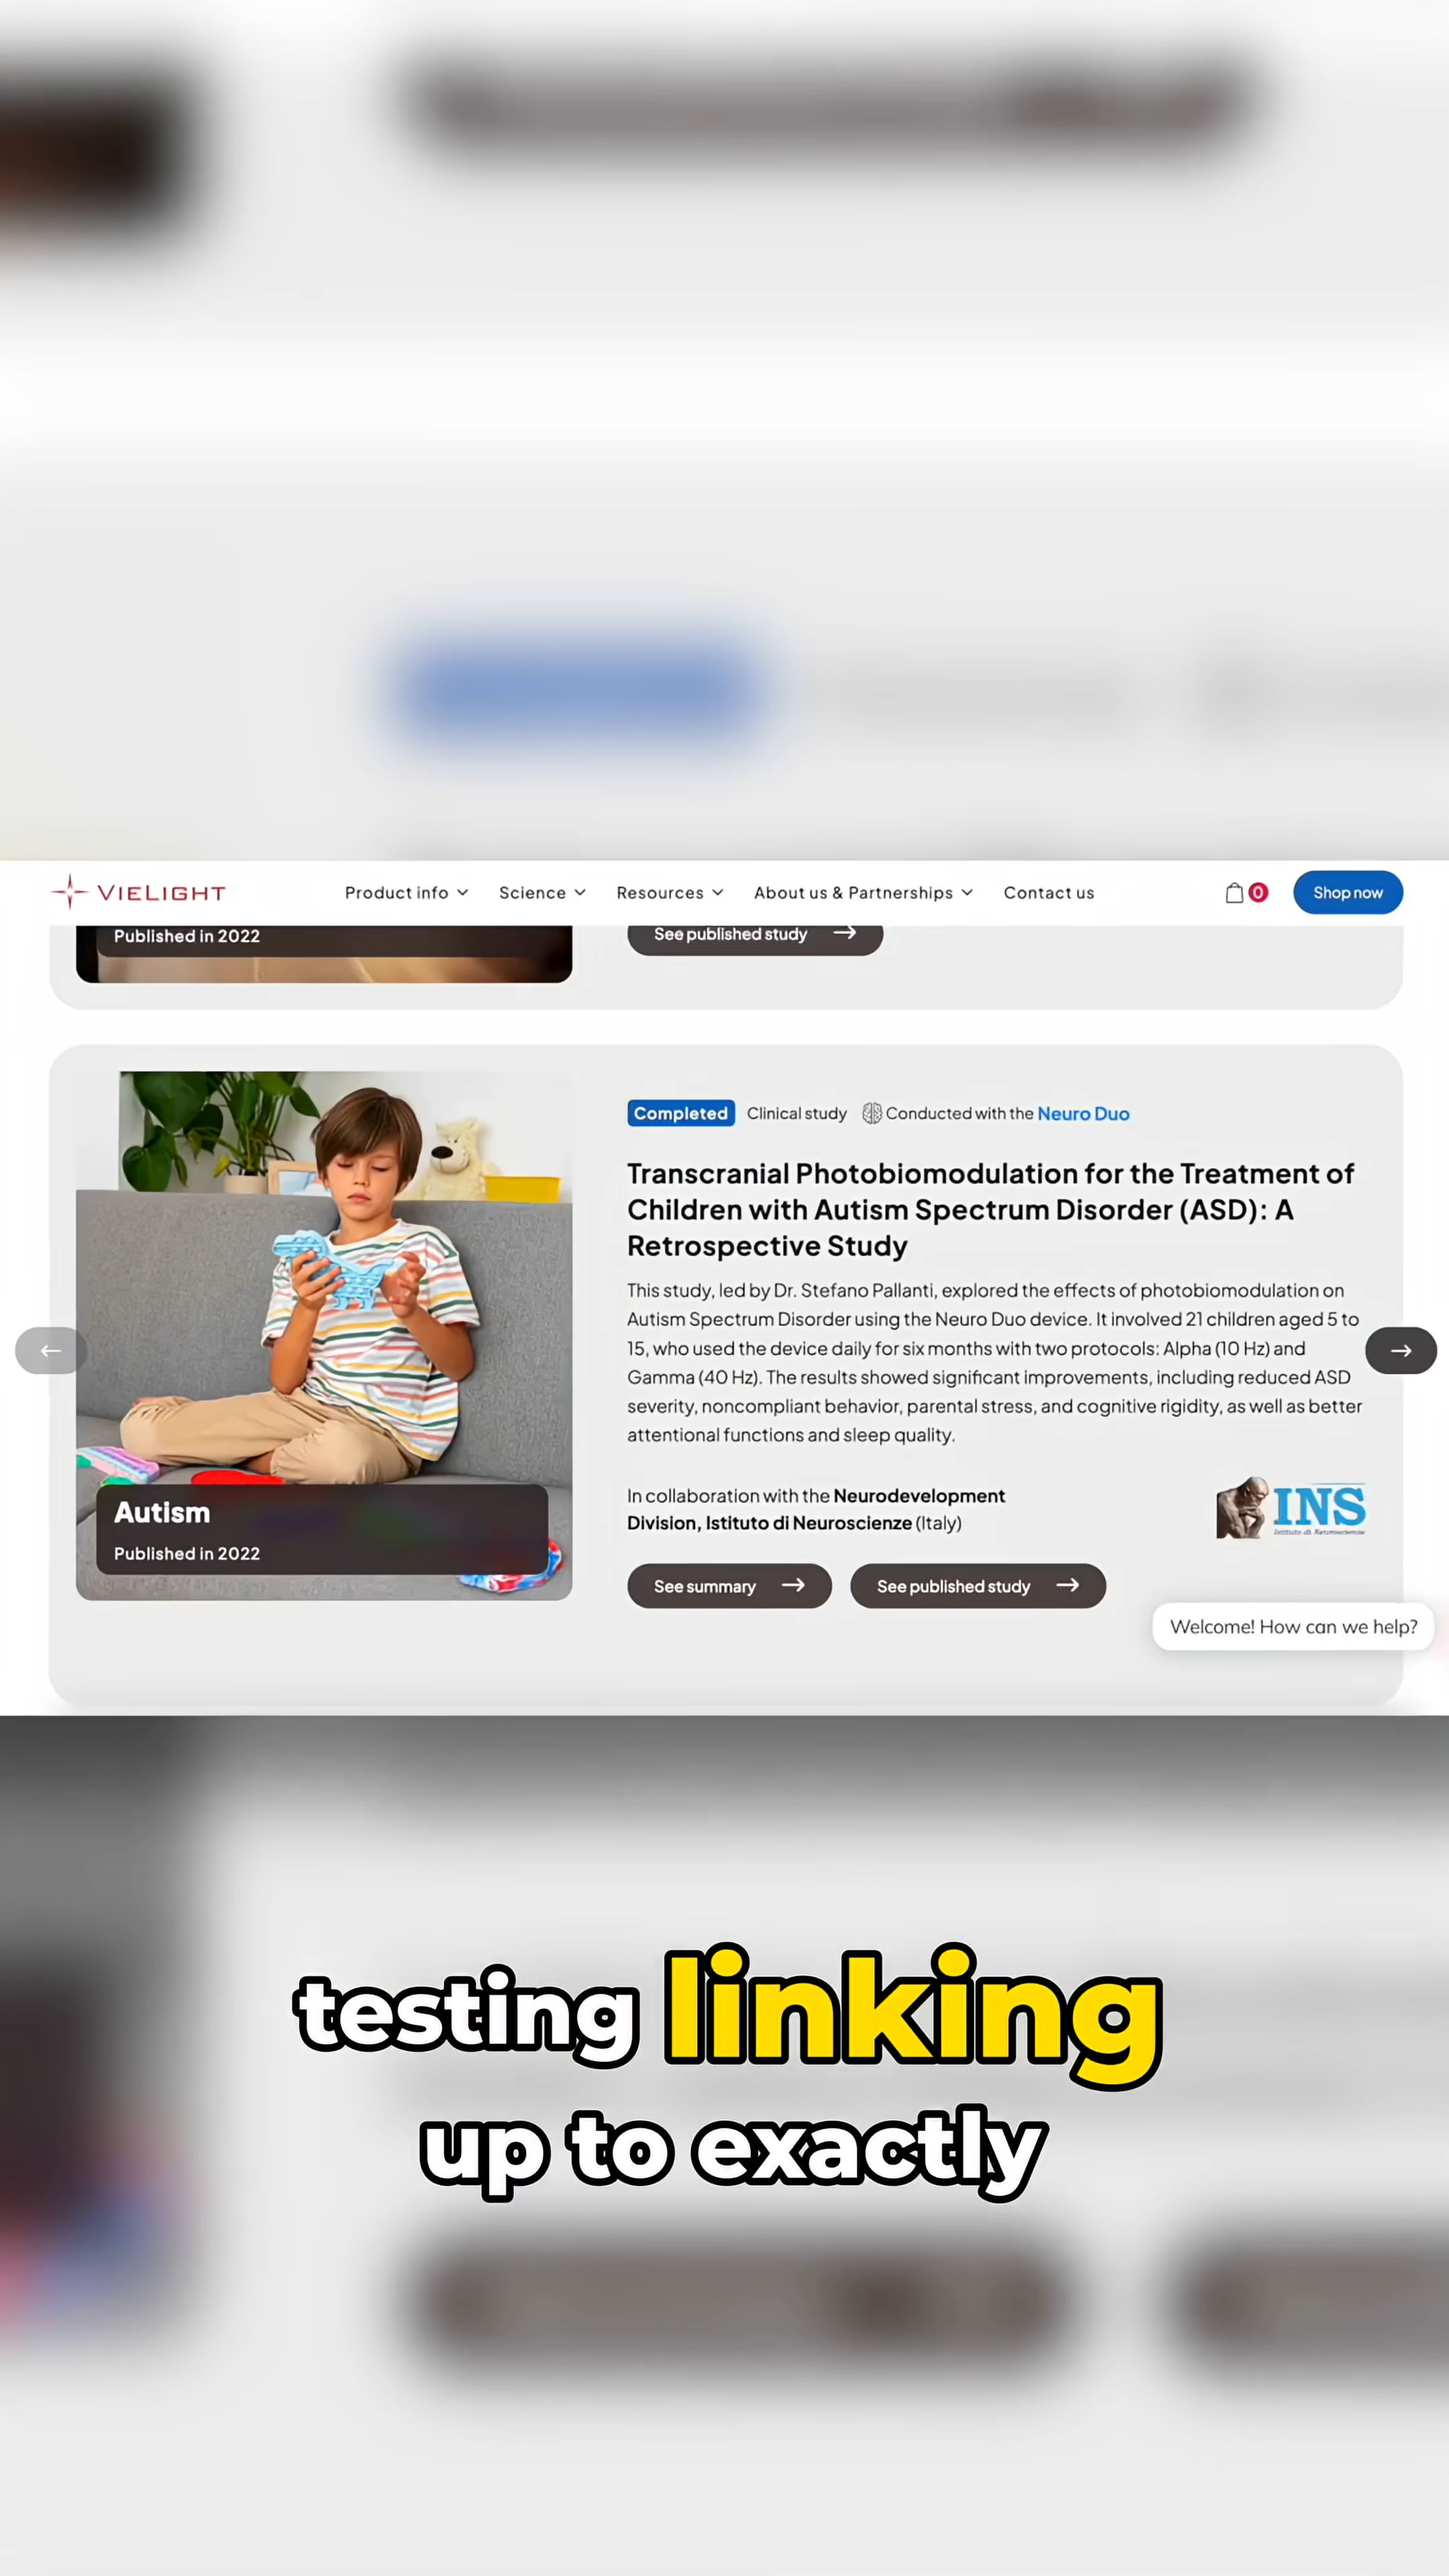 VIELIGHT
Product info
Science
Resources
About us & Partnerships
Contact us
0
Shop now
Published in 2022
See published study
Completed
Clinical study
Conducted with the Neuro Duo
Transcranial Photobiomodulation for the Treatment of
Children with Autism Spectrum Disorder (ASD): A
Retrospective Study
This study, led by Dr. Stefano Pallanti, explored the effects of photobiomodulation on
Autism Spectrum Disorder using the Neuro Duo device. It involved 21 children aged 5 to
15, who used the device daily for six months with two protocols: Alpha (10 Hz) and
Gamma (40 Hz). The results showed significant improvements, including reduced ASD
severity, noncompliant behavior, parental stress, and cognitive rigidity, as well as better
attentional functions and sleep quality.
Autism
Published in 2022
In collaboration with the Neurodevelopment
Division, Istituto di Neuroscienze (Italy)
INS
Istituto di Neuroscienze
See summary
See published study
Welcome! How can we help?
testing linking
up to exactly